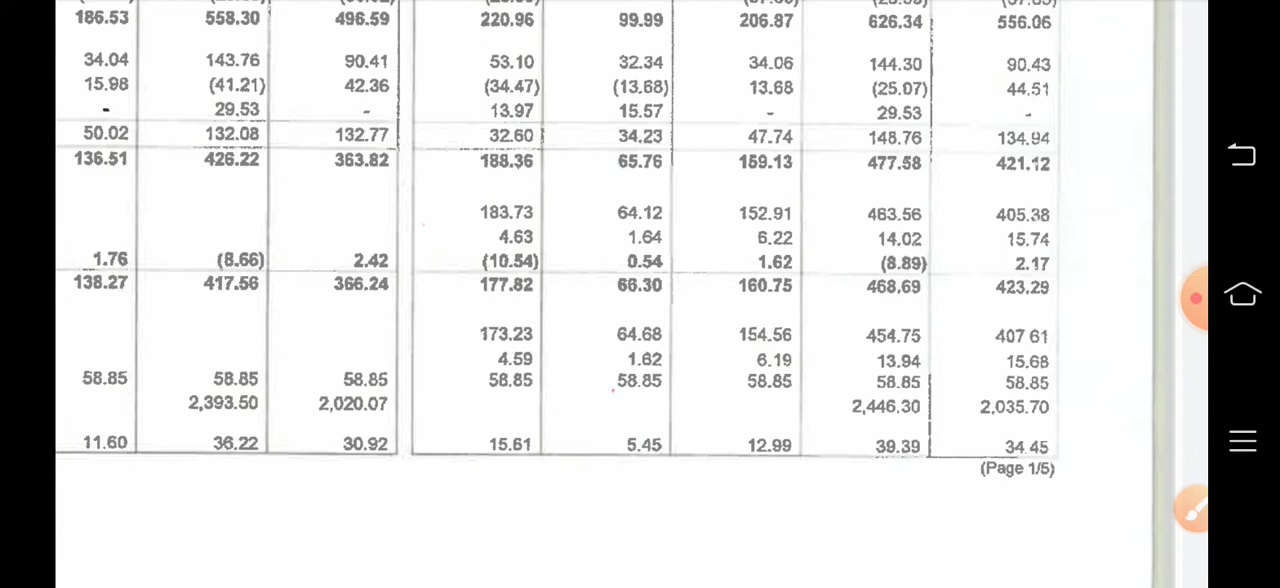 186.53 558.30 496.59 220.96 99.99 206.87 626.34 556.06
34.04 143.76 90.41 53.10 32.34 34.06 144.30 90.43
15.98 (41.21) 42.36 (34.47) (13.68) 13.68 (25.07) 44.51
- 29.53 - 13.97 15.57 - 29.53 -
50.02 132.08 132.77 32.60 34.23 47.74 148.76 134.94
136.51 426.22 363.82 188.36 65.76 159.13 477.58 421.12
183.73 64.12 152.91 463.56 405.38
4.63 1.64 6.22 14.02 15.74
1.76 (8.66) 2.42 (10.54) 0.54 1.62 (8.89) 2.17
138.27 417.56 366.24 177.82 66.30 160.75 468.69 423.29
173.23 64.68 154.56 454.75 407 61
4.59 1.62 6.19 13.94 15.68
58.85 58.85 58.85 58.85 58.85 58.85 58.85 58.85
2,393.50 2,020.07 2,446.30 2,035.70
11.60 36.22 30.92 15.61 5.45 12.99 39.39 34.45
(Page 1/5)